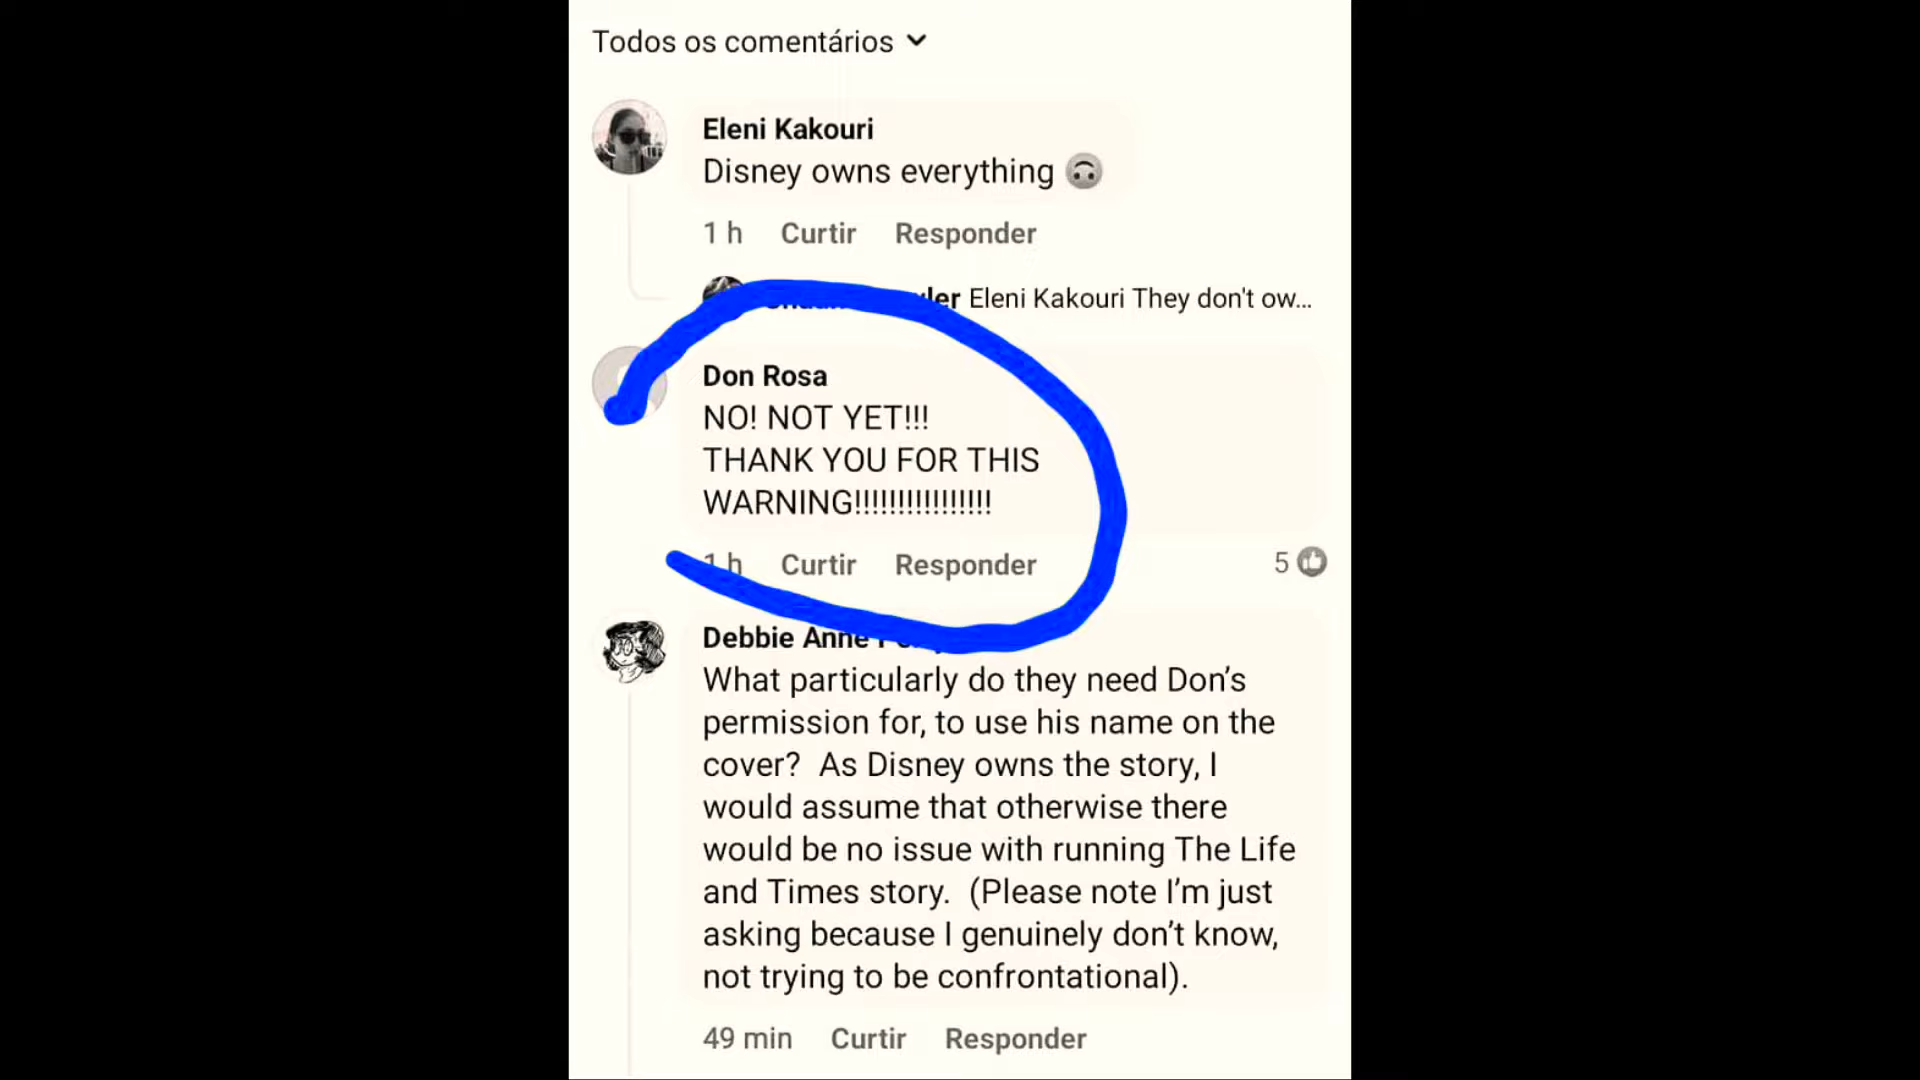 Todos os comentários
Eleni Kakouri
Disney owns everything 🙃
1 h Curtir Responder
Eleni Kakouri They don't ow...
Don Rosa
NO! NOT YET!!!
THANK YOU FOR THIS
WARNING!!!!!!!!!!!!!!!!
1 h Curtir Responder
5
Debbie Anne
What particularly do they need Don’s
permission for, to use his name on the
cover?  As Disney owns the story, I
would assume that otherwise there
would be no issue with running The Life
and Times story.  (Please note I’m just
asking because I genuinely don’t know,
not trying to be confrontational).
49 min Curtir Responder